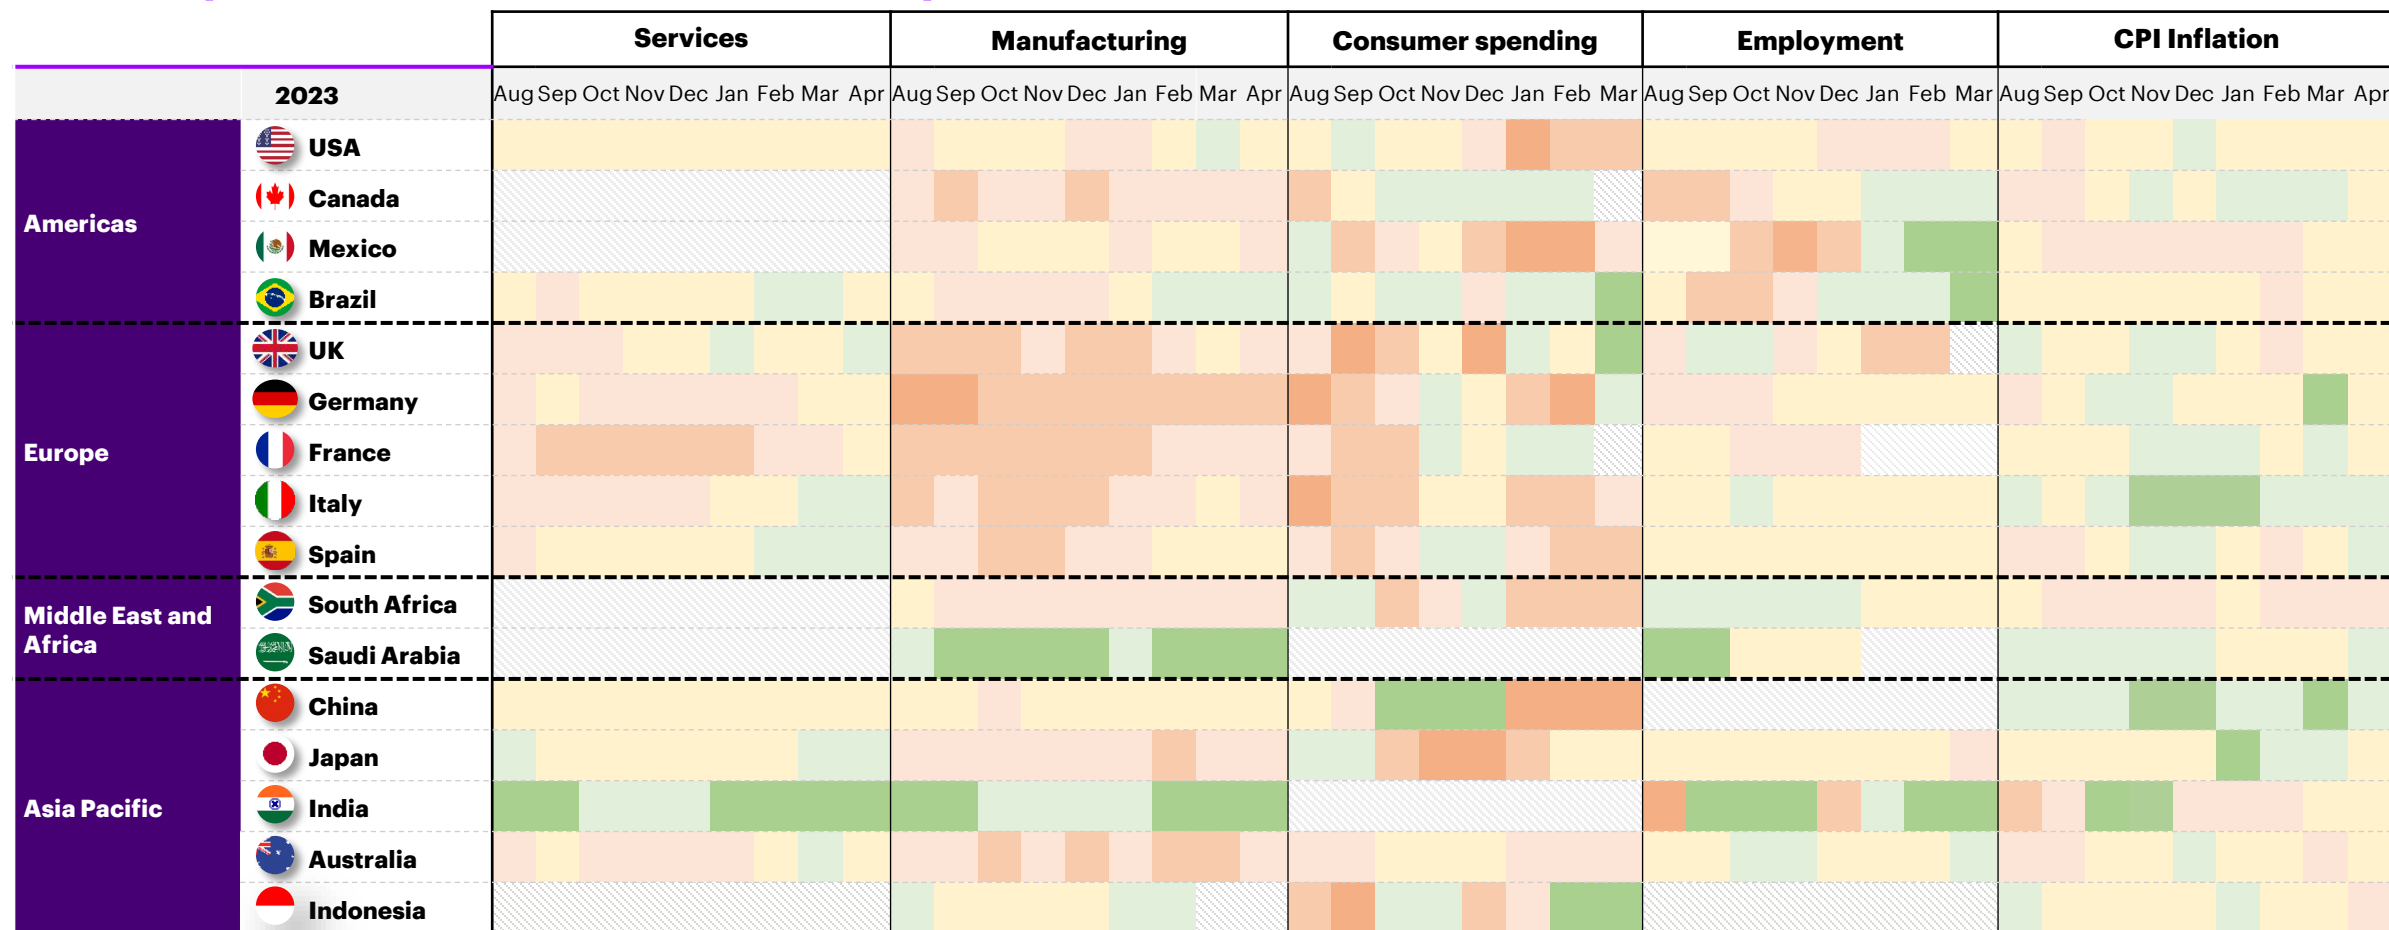 Services Manufacturing Consumer spending Employment CPI Inflation
2023 Aug Sep Oct Nov Dec Jan Feb Mar Apr Aug Sep Oct Nov Dec Jan Feb Mar Apr Aug Sep Oct Nov Dec Jan Feb Mar Aug Sep Oct Nov Dec Jan Feb Mar Aug Sep Oct Nov Dec Jan Feb Mar Apr
Americas
USA
Canada
Mexico
Brazil
Europe
UK
Germany
France
Italy
Spain
Middle East and
Africa
South Africa
Saudi Arabia
Asia Pacific
China
Japan
India
Australia
Indonesia